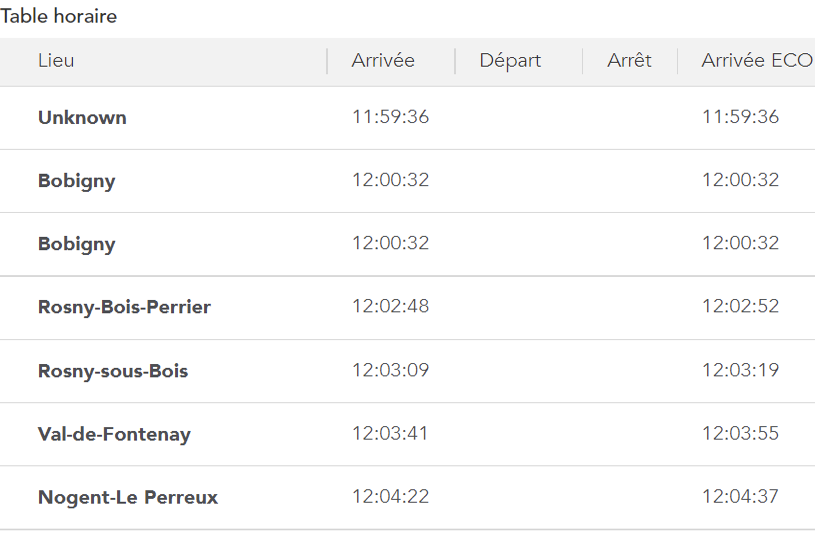 Table horaire
Lieu Arrivée Départ Arrêt Arrivée ECO
Unknown 11:59:36 11:59:36
Bobigny 12:00:32 12:00:32
Bobigny 12:00:32 12:00:32
Rosny-Bois-Perrier 12:02:48 12:02:52
Rosny-sous-Bois 12:03:09 12:03:19
Val-de-Fontenay 12:03:41 12:03:55
Nogent-Le Perreux 12:04:22 12:04:37